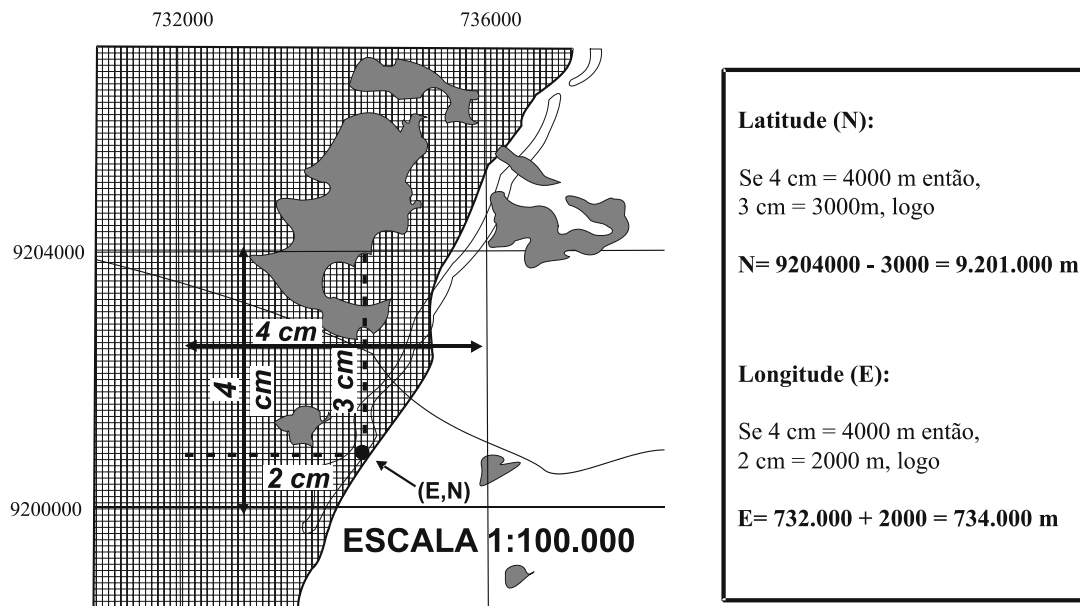 732000
736000
9204000
9200000
4 cm
4
cm
3 cm
2 cm
(E,N)
ESCALA 1:100.000
Latitude (N):
Se 4 cm = 4000 m então,
3 cm = 3000m, logo
N= 9204000 - 3000 = 9.201.000 m
Longitude (E):
Se 4 cm = 4000 m então,
2 cm = 2000 m, logo
E= 732.000 + 2000 = 734.000 m